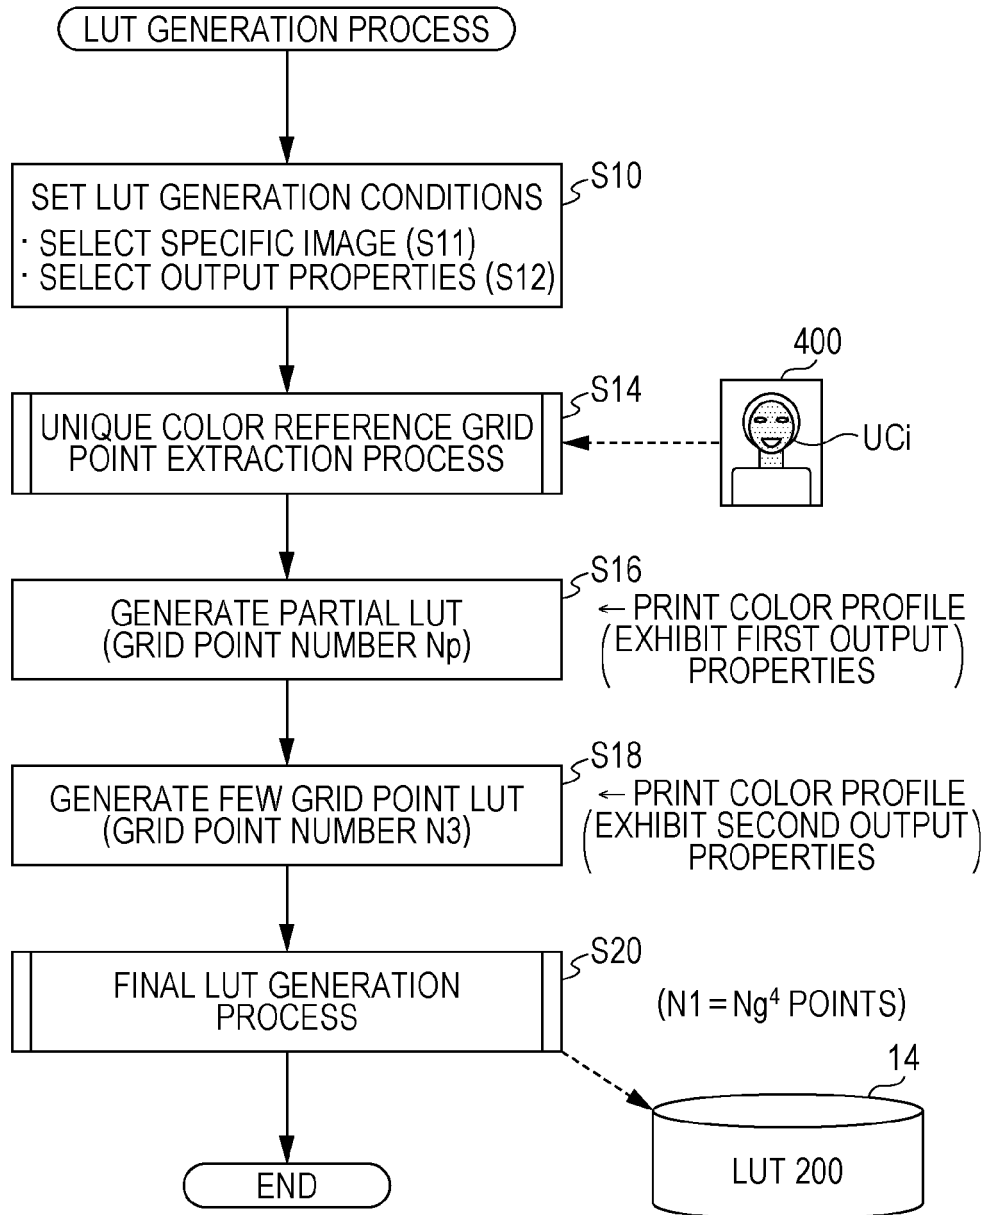 LUT GENERATION PROCESS
S10
SET LUT GENERATION CONDITIONS
· SELECT SPECIFIC IMAGE (S11)
· SELECT OUTPUT PROPERTIES (S12)
400
S14
UNIQUE COLOR REFERENCE GRID
POINT EXTRACTION PROCESS
UCi
S16
GENERATE PARTIAL LUT
(GRID POINT NUMBER Np)
← PRINT COLOR PROFILE
(EXHIBIT FIRST OUTPUT
PROPERTIES)
S18
GENERATE FEW GRID POINT LUT
(GRID POINT NUMBER N3)
← PRINT COLOR PROFILE
(EXHIBIT SECOND OUTPUT
PROPERTIES)
S20
FINAL LUT GENERATION
PROCESS
(N1 = Ng⁴ POINTS)
14
LUT 200
END